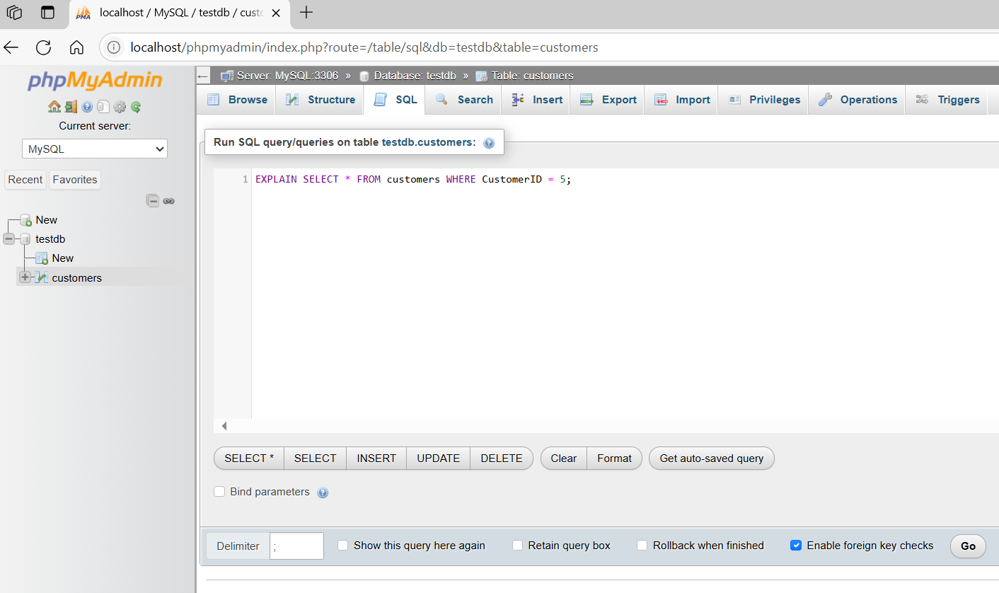 localhost / MySQL / testdb / cust
localhost/phpmyadmin/index.php?route=/table/sql&db=testdb&table=customers
phpMyAdmin
Current server:
MySQL
Recent Favorites
New
testdb
New
customers
Server: MySQL:3306 » Database: testdb » Table: customers
Browse Structure SQL Search Insert Export Import Privileges Operations Triggers
Run SQL query/queries on table testdb.customers:
1 EXPLAIN SELECT * FROM customers WHERE CustomerID = 5;
SELECT * SELECT INSERT UPDATE DELETE Clear Format Get auto-saved query
Bind parameters
Delimiter ; Show this query here again Retain query box Rollback when finished Enable foreign key checks Go